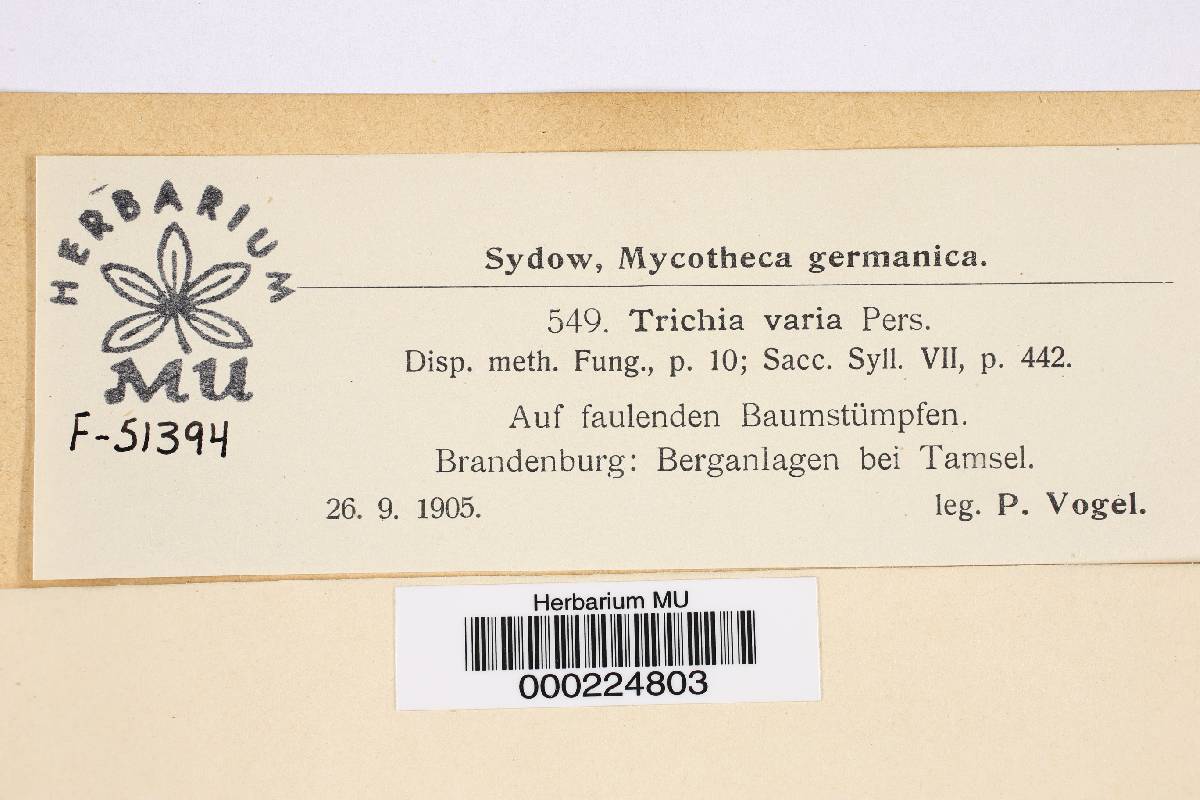 HERBARIUM
MU
F-51394
Sydow, Mycotheca germanica.
549. Trichia varia Pers.
Disp. meth. Fung., p. 10; Sacc. Syll. VII, p. 442.
Auf faulenden Baumstümpfen.
Brandenburg: Berganlagen bei Tamsel.
26. 9. 1905. leg. P. Vogel.
Herbarium MU
000224803